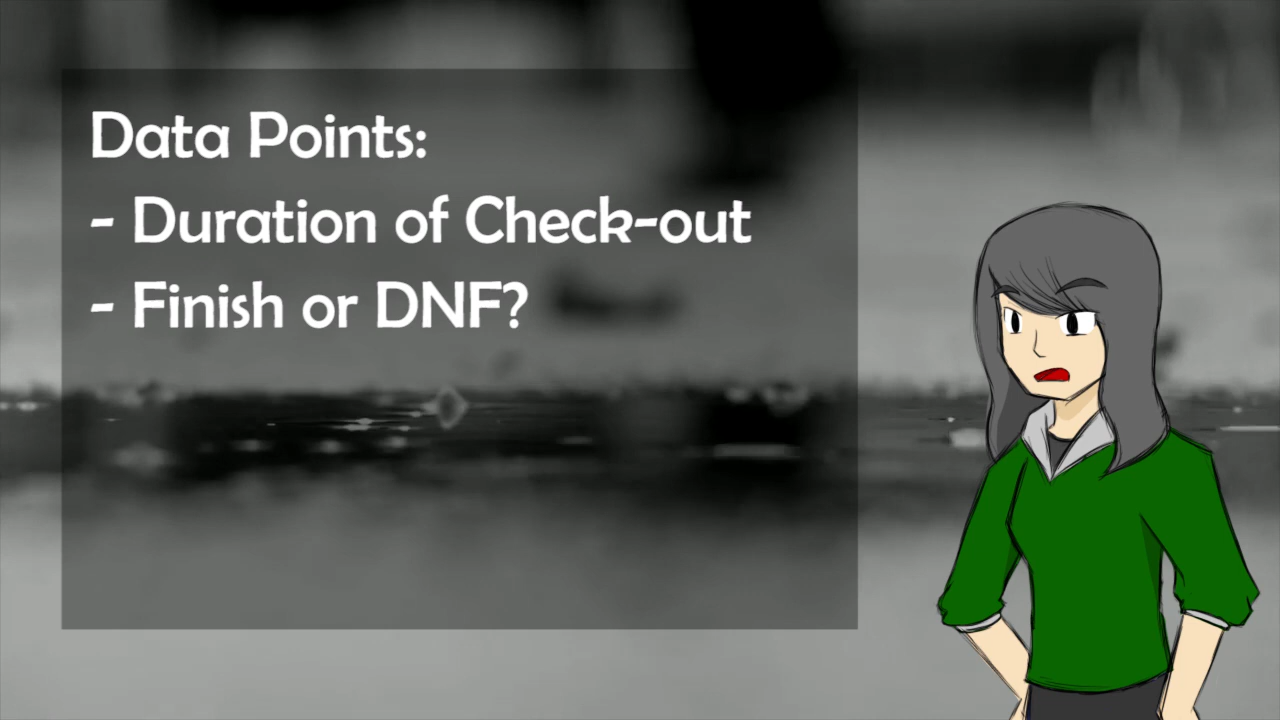 Data Points:
- Duration of Check-out
- Finish or DNF?